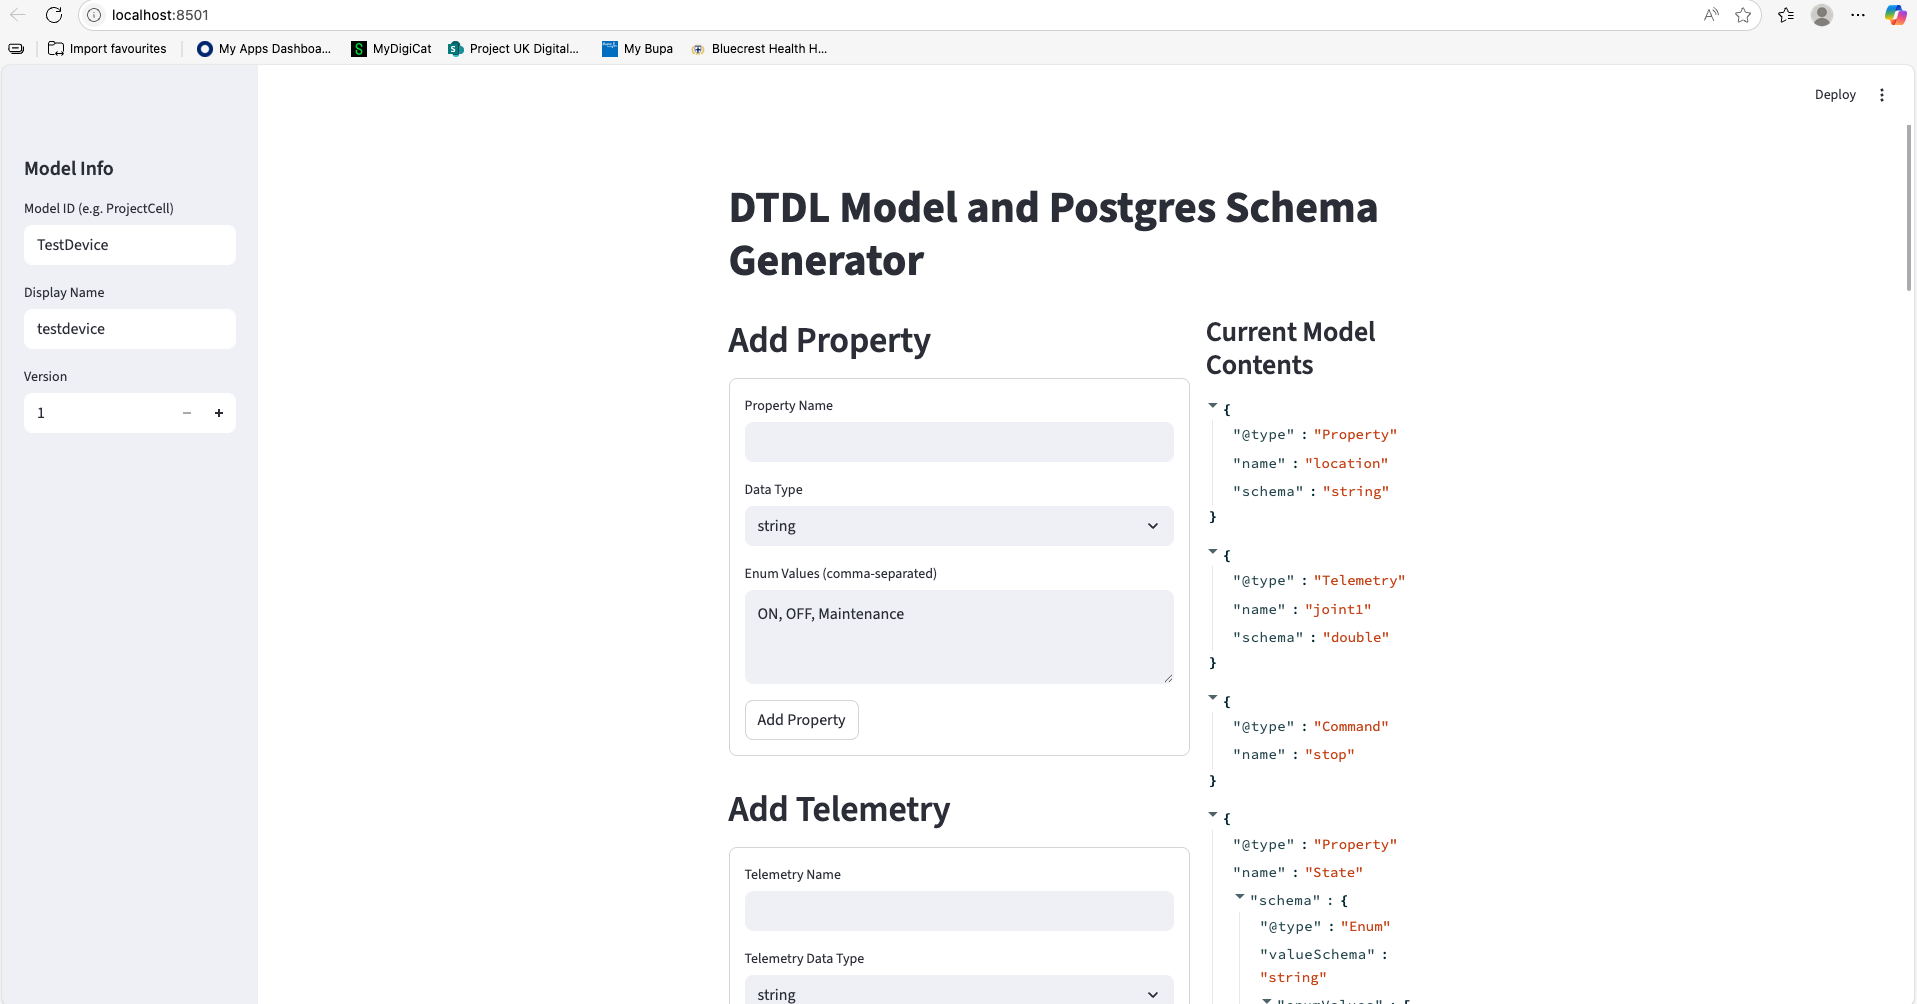 localhost:8501
Import favourites
My Apps Dashboa...
MyDigiCat
Project UK Digital...
My Bupa
Bluecrest Health H...
Deploy
Model Info
Model ID (e.g. ProjectCell)
TestDevice
Display Name
testdevice
Version
1
DTDL Model and Postgres Schema
Generator
Add Property
Property Name
Data Type
string
Enum Values (comma-separated)
ON, OFF, Maintenance
Add Property
Add Telemetry
Telemetry Name
Telemetry Data Type
string
Current Model
Contents
{
"@type" : "Property"
"name" : "location"
"schema" : "string"
}
{
"@type" : "Telemetry"
"name" : "joint1"
"schema" : "double"
}
{
"@type" : "Command"
"name" : "stop"
}
{
"@type" : "Property"
"name" : "State"
"schema" : {
"@type" : "Enum"
"valueSchema" :
"string"
"enumValues" : [